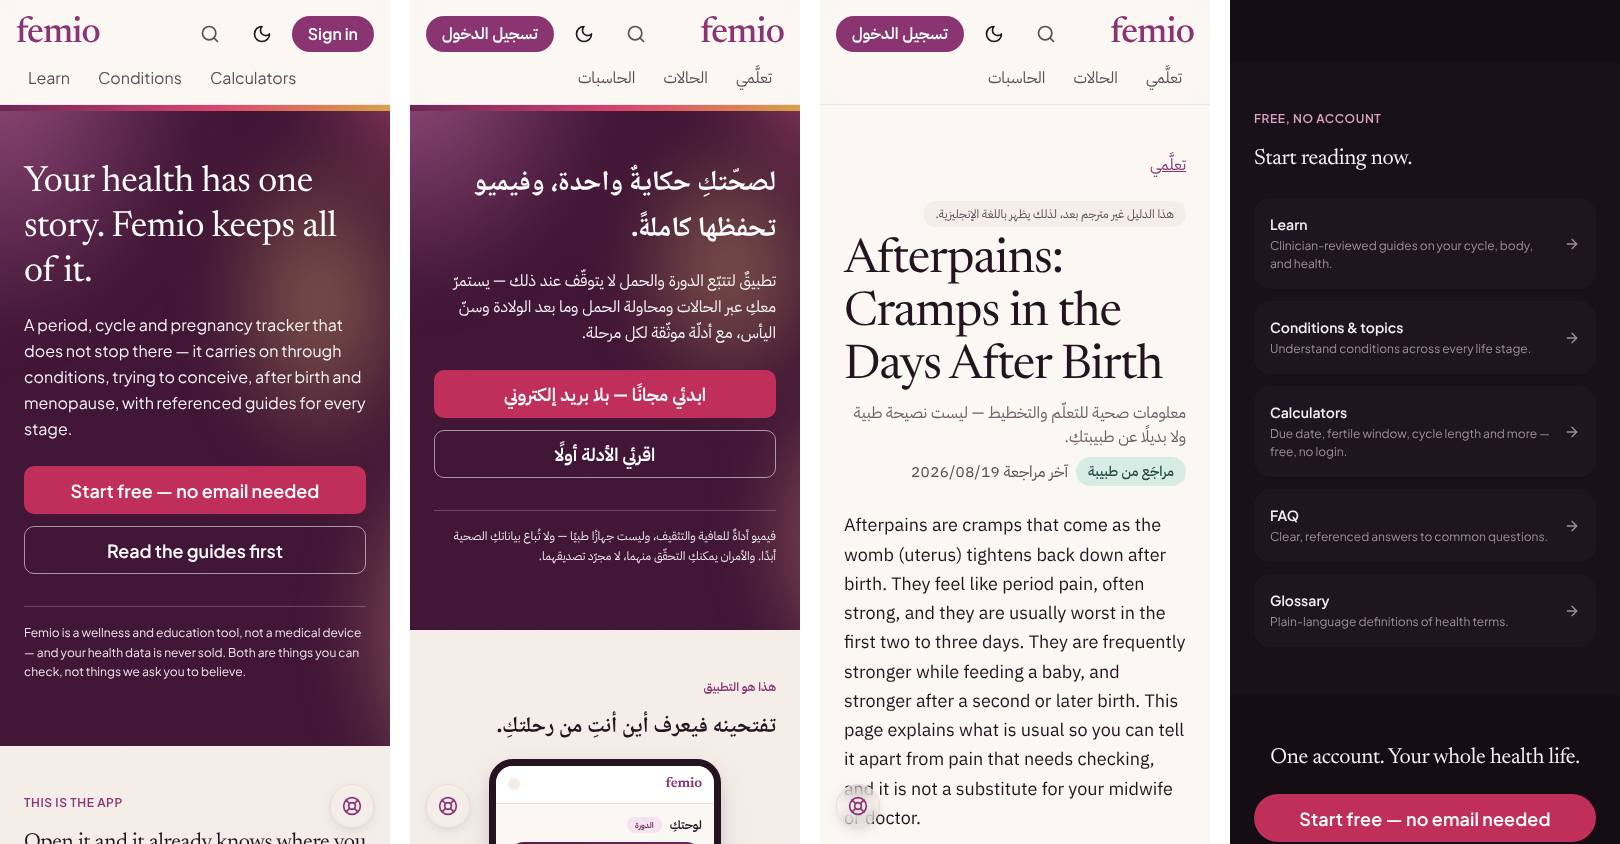 femio
Sign in
Learn
Conditions
Calculators
Your health has one
story. Femio keeps all
of it.
A period, cycle and pregnancy tracker that
does not stop there — it carries on through
conditions, trying to conceive, after birth and
menopause, with referenced guides for every
stage.
Start free — no email needed
Read the guides first
Femio is a wellness and education tool, not a medical device
— and your health data is never sold. Both are things you can
check, not things we ask you to believe.
THIS IS THE APP
Open it and it already knows where you
femio
تسجيل الدخول
تعلَّمي
الحالات
الحاسبات
لصحّتكِ حكايةٌ واحدة، وفيميو
تحفظها كاملةً.
تطبيقٌ لتتبّع الدورة والحمل لا يتوقّف عند ذلك — يستمرّ
معكِ عبر الحالات ومحاولة الحمل وما بعد الولادة وسنّ
اليأس، مع أدلّة موثّقة لكل مرحلة.
ابدئي مجانًا — بلا بريد إلكتروني
اقرئي الأدلة أولًا
فيميو أداةٌ للعافية والتثقيف، وليست جهازًا طبيًا — ولا تُباع بياناتكِ الصحية
أبدًا. والأمران يمكنكِ التحقّق منهما، لا مجرّد تصديقهما.
هذا هو التطبيق
تفتحينه فيعرف أين أنتِ من رحلتكِ.
femio
لوحتكِ
الدورة
femio
تسجيل الدخول
تعلَّمي
الحالات
الحاسبات
تعلَّمي
هذا الدليل غير مترجم بعد، لذلك يظهر باللغة الإنجليزية.
Afterpains:
Cramps in the
Days After Birth
معلومات صحية للتعلّم والتخطيط — ليست نصيحة طبية
ولا بديلًا عن طبيبتكِ.
مراجَع من طبيبة
آخر مراجعة 2026/08/19
Afterpains are cramps that come as the
womb (uterus) tightens back down after
birth. They feel like period pain, often
strong, and they are usually worst in the
first two to three days. They are frequently
stronger while feeding a baby, and
stronger after a second or later birth. This
page explains what is usual so you can tell
it apart from pain that needs checking,
and it is not a substitute for your midwife
or doctor.
FREE, NO ACCOUNT
Start reading now.
Learn
Clinician-reviewed guides on your cycle, body,
and health.
Conditions & topics
Understand conditions across every life stage.
Calculators
Due date, fertile window, cycle length and more —
free, no login.
FAQ
Clear, referenced answers to common questions.
Glossary
Plain-language definitions of health terms.
One account. Your whole health life.
Start free — no email needed